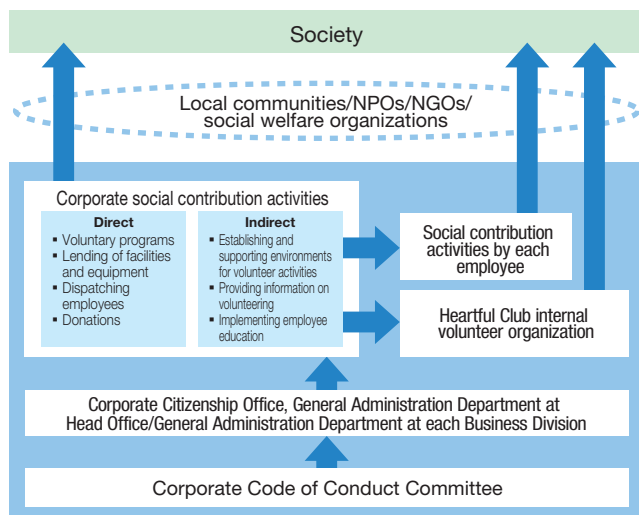 Society
Local communities/NPOs/NGOs/
social welfare organizations
Corporate social contribution activities
Direct
▪ Voluntary programs
▪ Lending of facilities
and equipment
▪ Dispatching
employees
▪ Donations
Indirect
▪ Establishing and
supporting environments
for volunteer activities
▪ Providing information on
volunteering
▪ Implementing employee
education
Social contribution
activities by each
employee
Heartful Club internal
volunteer organization
Corporate Citizenship Office, General Administration Department at
Head Office/General Administration Department at each Business Division
Corporate Code of Conduct Committee